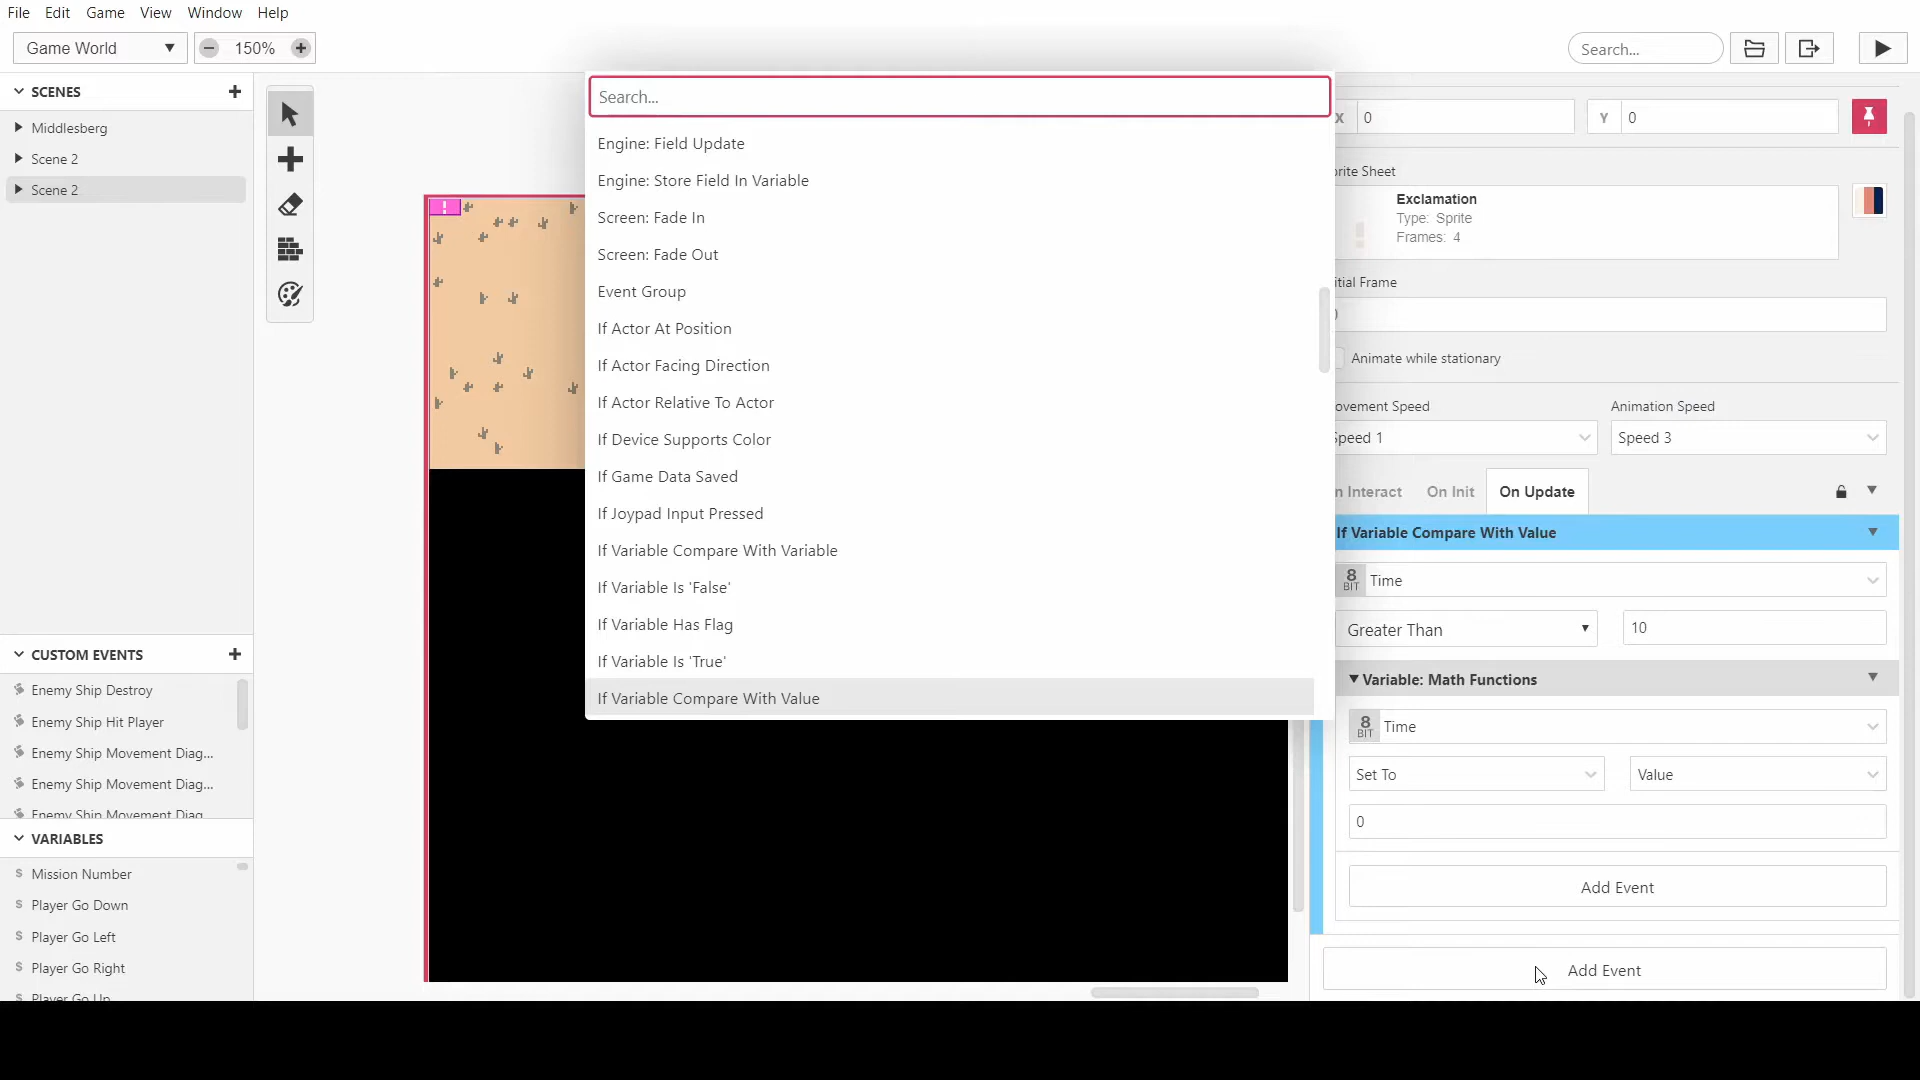 File Edit Game View Window Help
Game World
150%
Search...
SCENES
Middlesberg
Scene 2
Scene 2
CUSTOM EVENTS
Enemy Ship Destroy
Enemy Ship Hit Player
Enemy Ship Movement Diag...
Enemy Ship Movement Diag...
Enemy Ship Movement Diag
VARIABLES
Mission Number
Player Go Down
Player Go Left
Player Go Right
Player Go Up
Search...
Engine: Field Update
Engine: Store Field In Variable
Screen: Fade In
Screen: Fade Out
Event Group
If Actor At Position
If Actor Facing Direction
If Actor Relative To Actor
If Device Supports Color
If Game Data Saved
If Joypad Input Pressed
If Variable Compare With Variable
If Variable Is 'False'
If Variable Has Flag
If Variable Is 'True'
If Variable Compare With Value
X 0 Y 0
rite Sheet
Exclamation
Type: Sprite
Frames: 4
itial Frame
0
Animate while stationary
ovement Speed Animation Speed
Speed 1 Speed 3
n Interact On Init On Update
If Variable Compare With Value
8 BIT Time
Greater Than 10
Variable: Math Functions
8 BIT Time
Set To Value
0
Add Event
Add Event